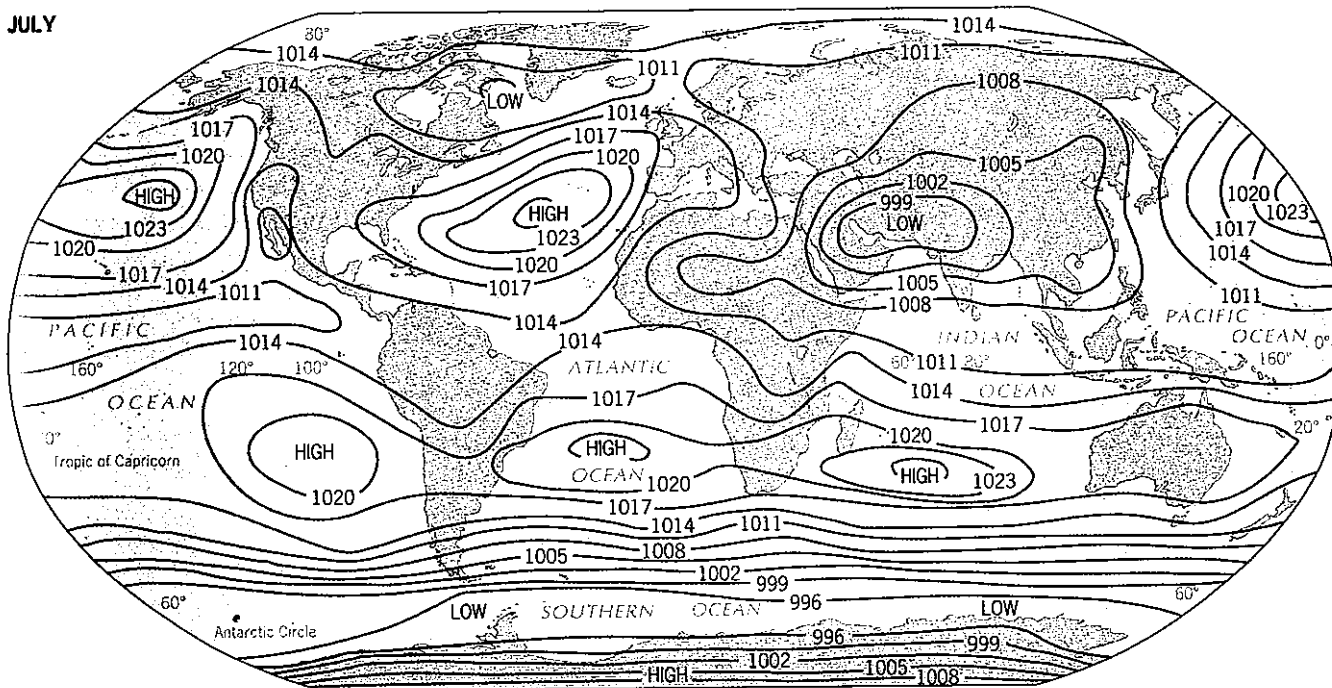 JULY
80°
1014
1014
1011
1011
1014
LOW
1008
1017
1014
1017
1020
1020
1005
1002
999
HIGH
HIGH
LOW
1020
1023
1023
1023
1020
1020
1017
1017
1017
1005
1014
1014
1011
1008
1011
1014
PACIFIC
PACIFIC
1014
1014
INDIAN
OCEAN
0°
160°
120°
100°
ATLANTIC
60°
80°
1011
160°
OCEAN
1017
1014
OCEAN
1017
20°
0°
HIGH
HIGH
1020
Tropic of Capricorn
OCEAN
HIGH
1023
1020
1020
1017
1014
1011
1005
1008
1002
999
60°
LOW
SOUTHERN
OCEAN
996
LOW
60°
Antarctic Circle
996
999
1002
1005
HIGH
1008